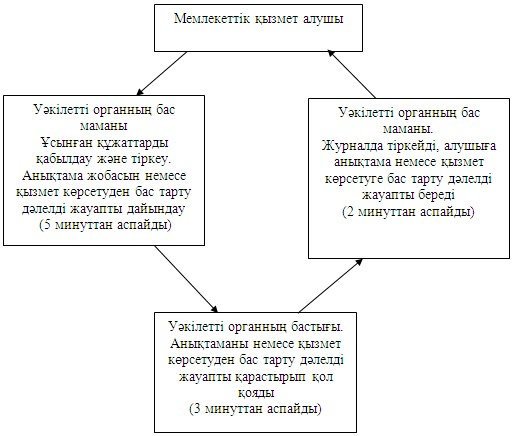 Мемлекеттік қызмет алушы
Уәкілетті органның бас
маманы
Ұсынған құжаттарды
қабылдау және тіркеу.
Анықтама жобасын немесе
қызмет көрсетуден бас тарту
дәлелді жауапты дайындау
(5 минуттан аспайды)
Уәкілетті органның бас
маманы.
Журналда тіркейді, алушыға
анықтама немесе қызмет
көрсетуге бас тарту дәлелді
жауапты береді
(2 минуттан аспайды)
Уәкілетті органның бастығы.
Анықтаманы немесе қызмет
көрсетуден бас тарту дәлелді
жауапты қарастырып қол
қояды
(3 минуттан аспайды)